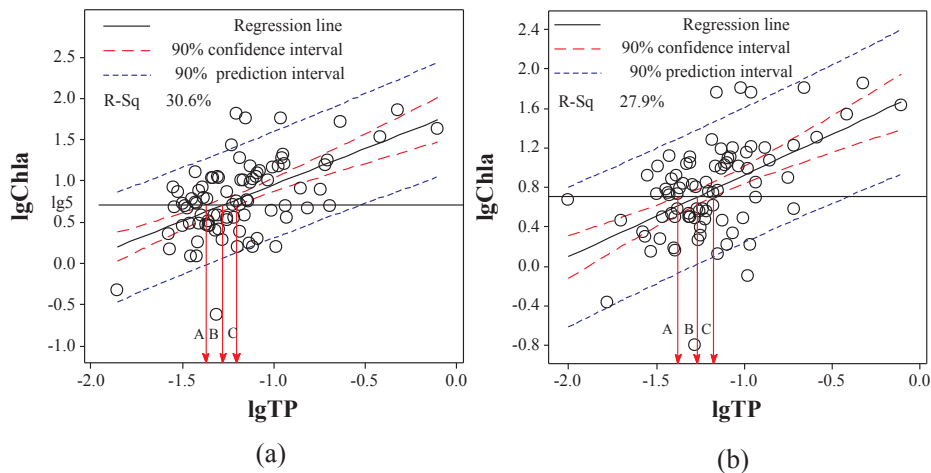 Regression line
90% confidence interval
90% prediction interval
R-Sq 30.6%
lgChla
2.5
2.0
1.5
1.0
lg5
0.5
0.0
-0.5
-1.0
A B C
-2.0 -1.5 -1.0 -0.5 0.0
lgTP
(a)
Regression line
90% confidence interval
90% prediction interval
R-Sq 27.9%
lgChla
2.4
2.0
1.6
1.2
0.8
0.4
0.0
-0.4
-0.8
A B C
-2.0 -1.5 -1.0 -0.5 0.0
lgTP
(b)